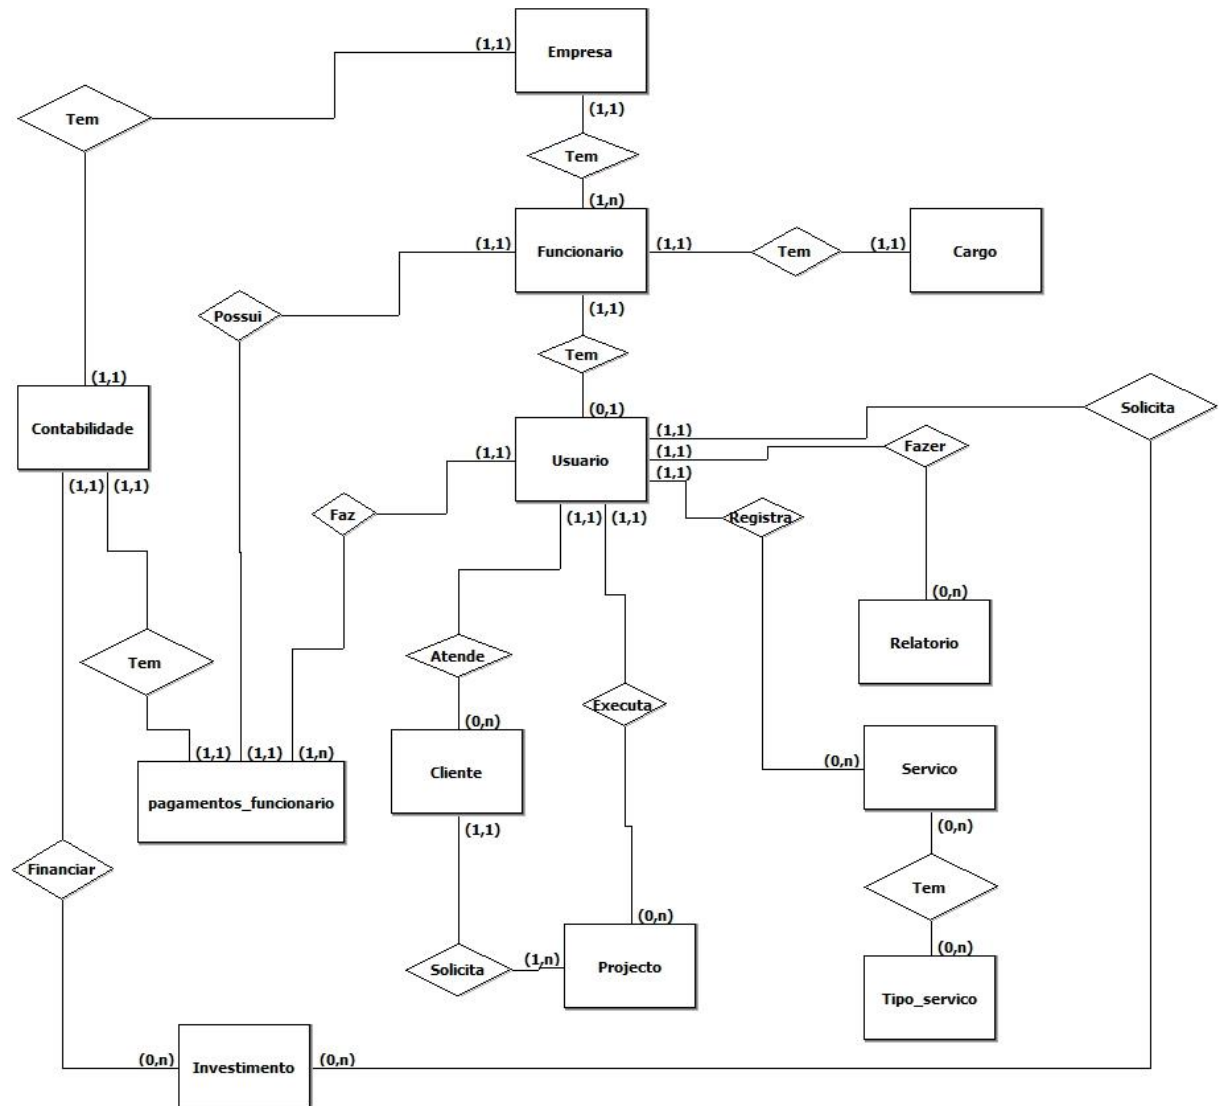 (1,1)
Empresa
(1,1)
Tem
Tem
(1,n)
(1,1)
Funcionario
(1,1)
Tem
(1,1)
Cargo
(1,1)
Possui
Tem
(1,1)
(0,1)
Solicita
Contabilidade
(1,1)
(1,1)
Fazer
(1,1)
Usuario
(1,1)
(1,1)
(1,1)
(1,1)
(1,1)
Faz
Registra
(0,n)
Relatorio
Tem
Atende
Executa
(0,n)
(1,1)
(1,1)
(1,n)
(0,n)
Servico
Cliente
pagamentos_funcionario
(1,1)
(0,n)
Financiar
Tem
(0,n)
(0,n)
Solicita
(1,n)
Projecto
Tipo_servico
(0,n)
Investimento
(0,n)